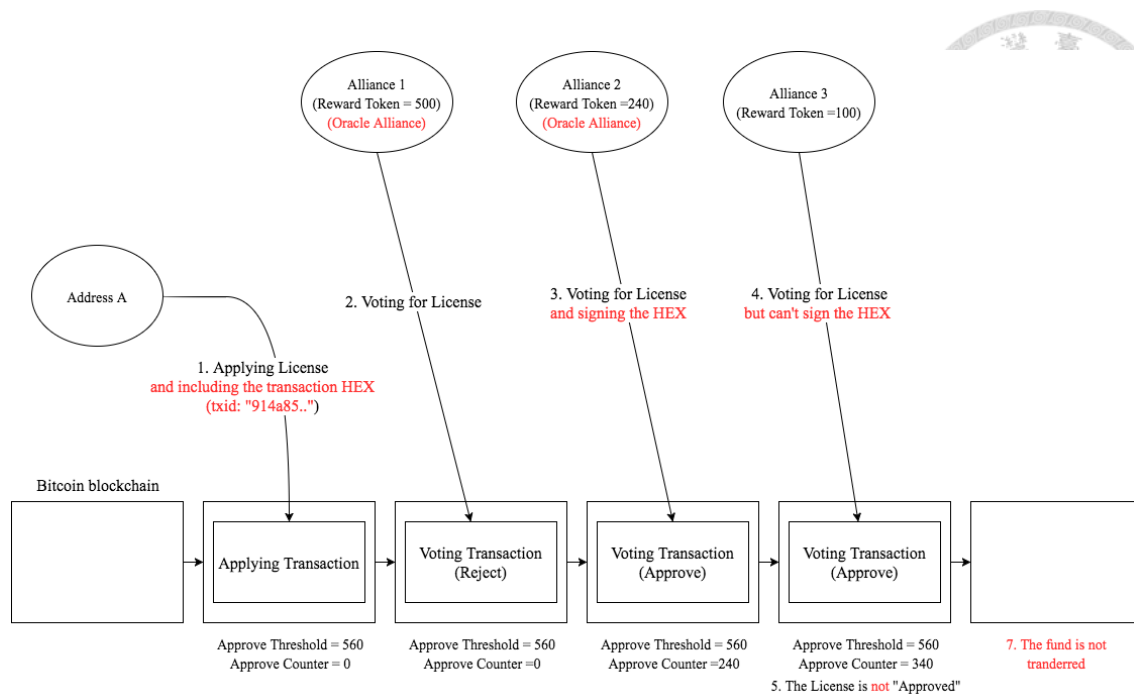 Alliance 1
(Reward Token = 500)
(Oracle Alliance)
Alliance 2
(Reward Token =240)
(Oracle Alliance)
Alliance 3
(Reward Token =100)
Address A
2. Voting for License
3. Voting for License
and signing the HEX
4. Voting for License
but can't sign the HEX
1. Applying License
and including the transaction HEX
(txid: "914a85..")
Bitcoin blockchain
Applying Transaction
Voting Transaction
(Reject)
Voting Transaction
(Approve)
Voting Transaction
(Approve)
Approve Threshold = 560
Approve Counter = 0
Approve Threshold = 560
Approve Counter =0
Approve Threshold = 560
Approve Counter =240
Approve Threshold = 560
Approve Counter = 340
5. The License is not "Approved"
7. The fund is not
tranderred